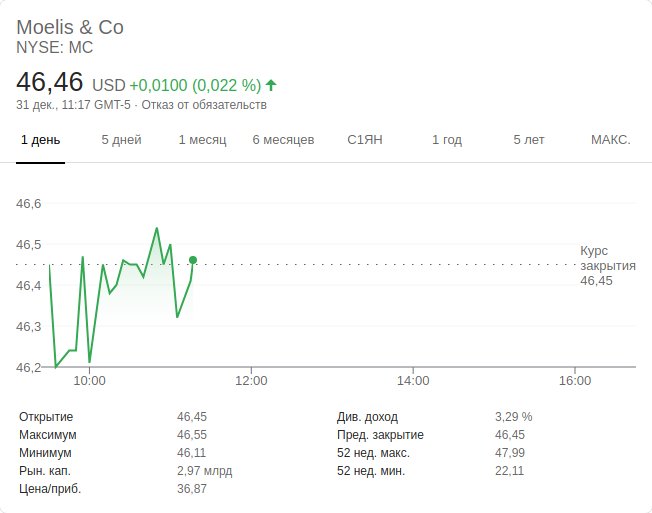 Moelis & Co
NYSE: MC
46,46 USD +0,0100 (0,022 %)
31 дек., 11:17 GMT-5 · Отказ от обязательств
1 день 5 дней 1 месяц 6 месяцев С1ЯН 1 год 5 лет МАКС.
46,6
46,5
46,4
46,3
46,2
Курс
закрытия
46,45
10:00 12:00 14:00 16:00
Открытие 46,45 Див. доход 3,29 %
Максимум 46,55 Пред. закрытие 46,45
Минимум 46,11 52 нед. макс. 47,99
Рын. кап. 2,97 млрд 52 нед. мин. 22,11
Цена/приб. 36,87